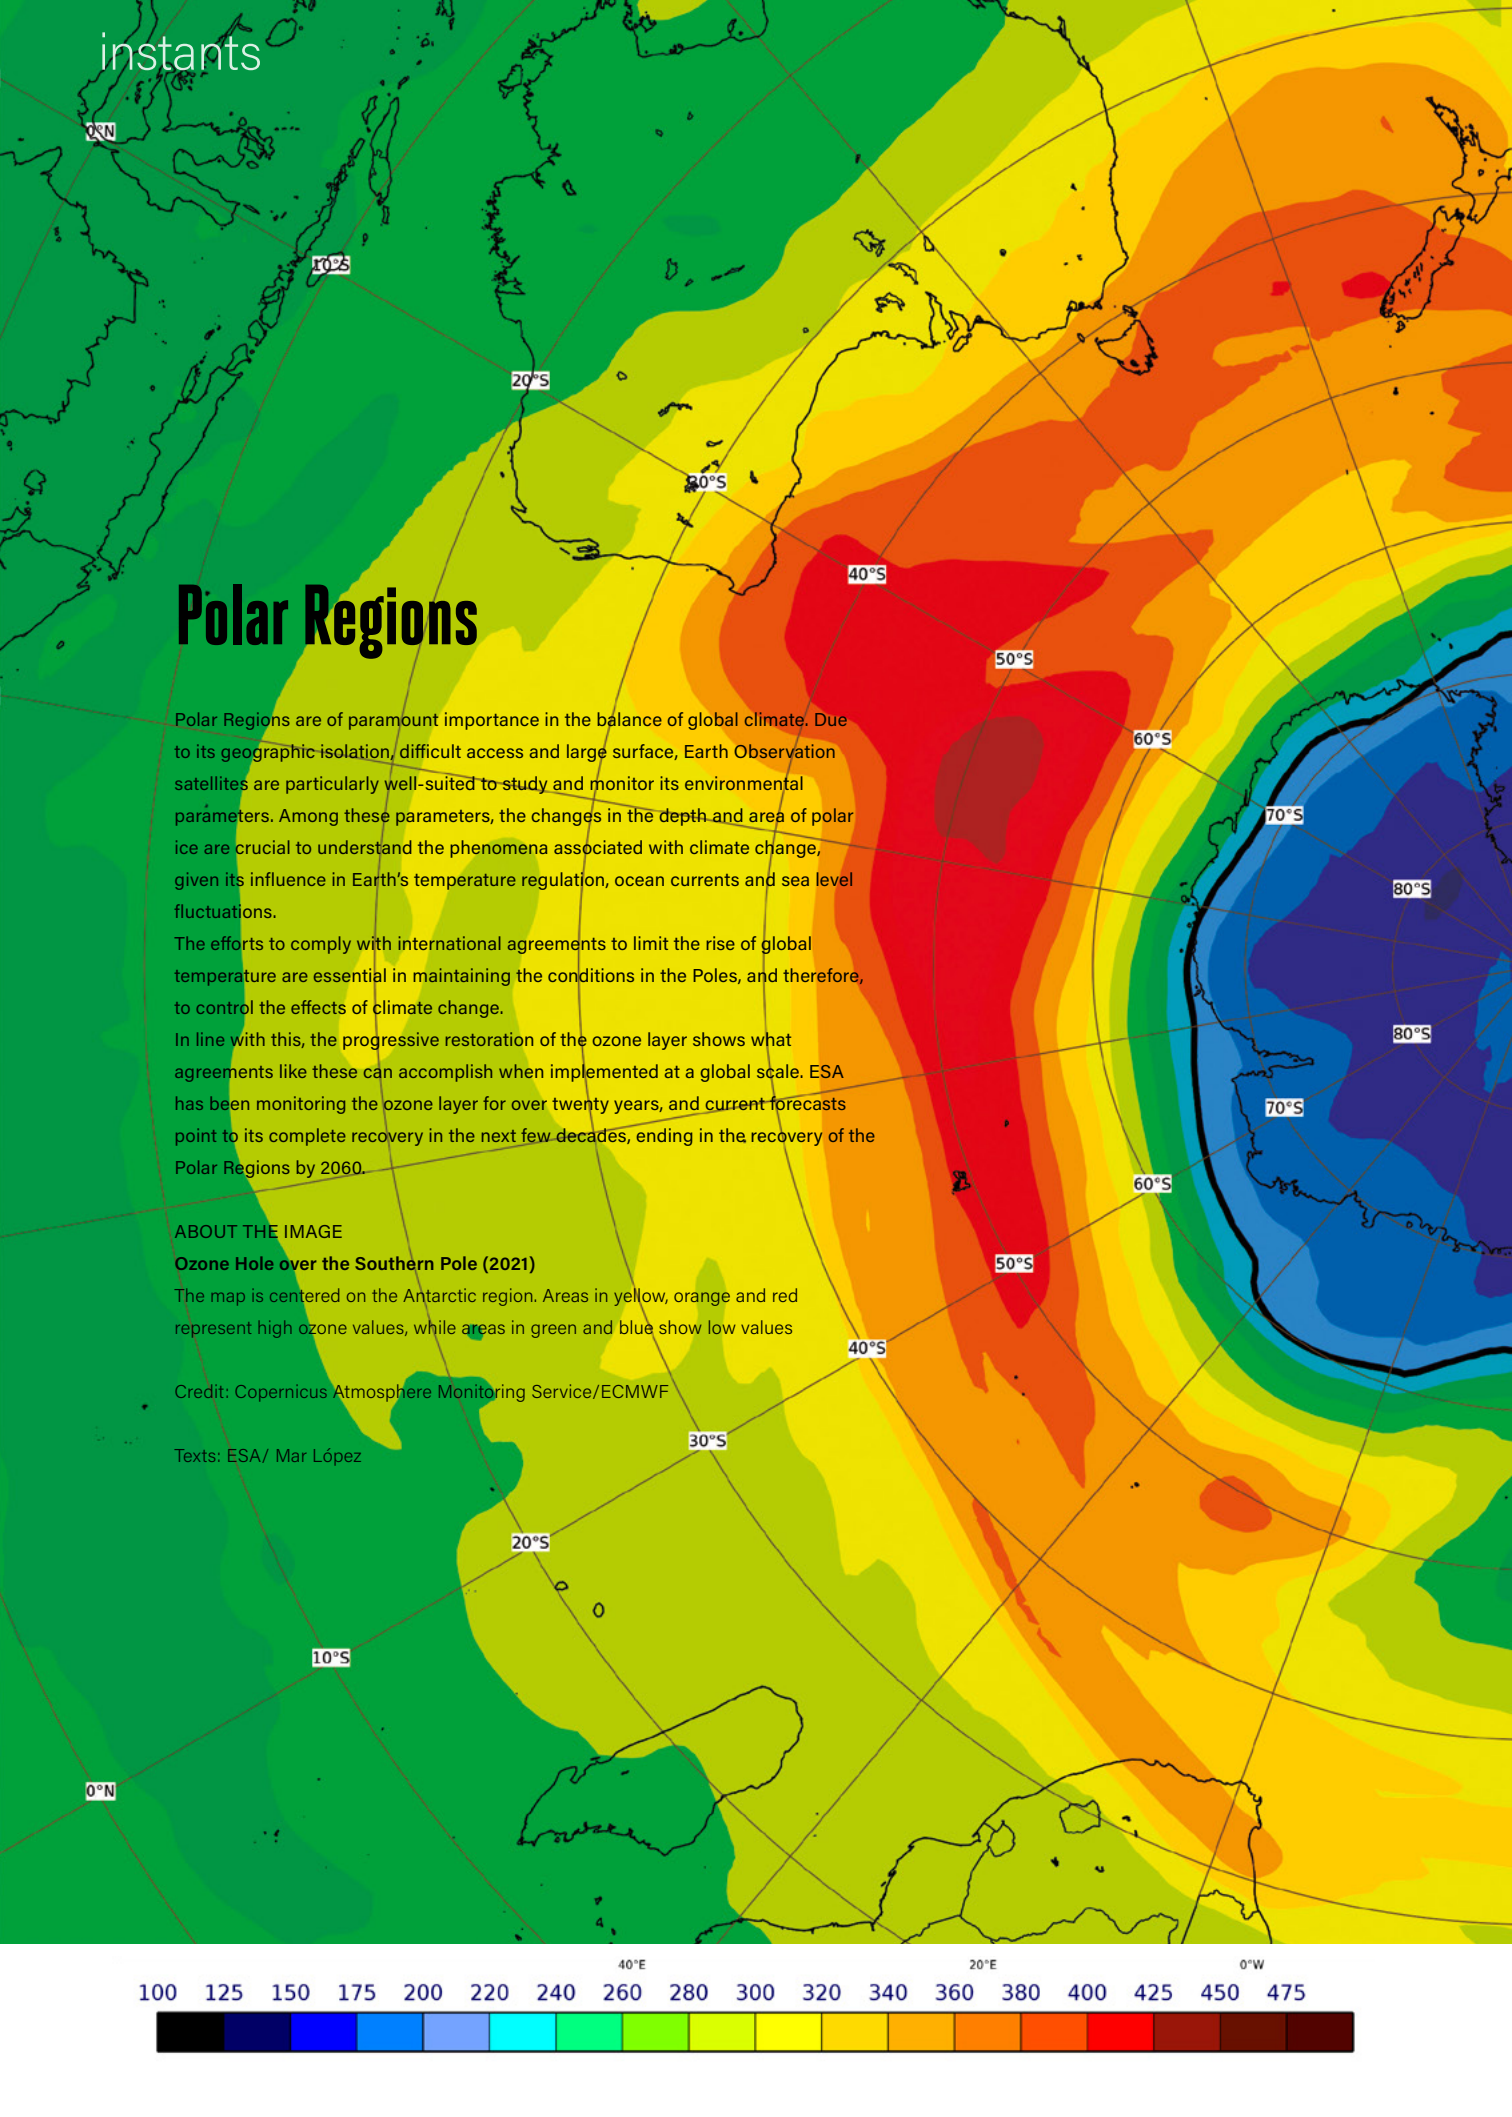 instants
0°N
10°S
20°S
30°S
40°S
50°S
60°S
70°S
80°S
80°S
70°S
60°S
50°S
40°S
30°S
20°S
10°S
0°N
Polar Regions
Polar Regions are of paramount importance in the balance of global climate. Due
to its geographic isolation, difficult access and large surface, Earth Observation
satellites are particularly well-suited to study and monitor its environmental
parameters. Among these parameters, the changes in the depth and area of polar
ice are crucial to understand the phenomena associated with climate change,
given its influence in Earth's temperature regulation, ocean currents and sea level
fluctuations.
The efforts to comply with international agreements to limit the rise of global
temperature are essential in maintaining the conditions in the Poles, and therefore,
to control the effects of climate change.
In line with this, the progressive restoration of the ozone layer shows what
agreements like these can accomplish when implemented at a global scale. ESA
has been monitoring the ozone layer for over twenty years, and current forecasts
point to its complete recovery in the next few decades, ending in the recovery of the
Polar Regions by 2060.
ABOUT THE IMAGE
Ozone Hole over the Southern Pole (2021)
The map is centered on the Antarctic region. Areas in yellow, orange and red
represent high ozone values, while areas in green and blue show low values
Credit: Copernicus Atmosphere Monitoring Service/ECMWF
Texts: ESA/ Mar López
40°E 20°E 0°W
100 125 150 175 200 220 240 260 280 300 320 340 360 380 400 425 450 475